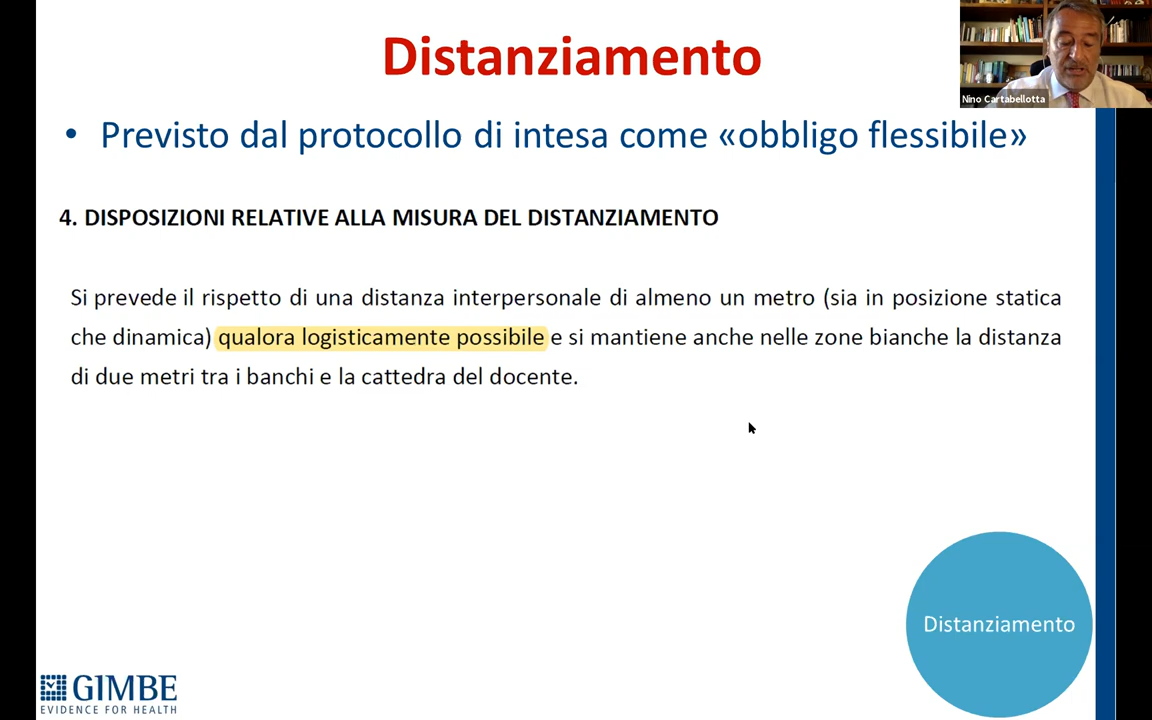 Distanziamento
Nino Cartabellotta
• Previsto dal protocollo di intesa come «obbligo flessibile»
4. DISPOSIZIONI RELATIVE ALLA MISURA DEL DISTANZIAMENTO
Si prevede il rispetto di una distanza interpersonale di almeno un metro (sia in posizione statica
che dinamica) qualora logisticamente possibile e si mantiene anche nelle zone bianche la distanza
di due metri tra i banchi e la cattedra del docente.
Distanziamento
GIMBE
EVIDENCE FOR HEALTH